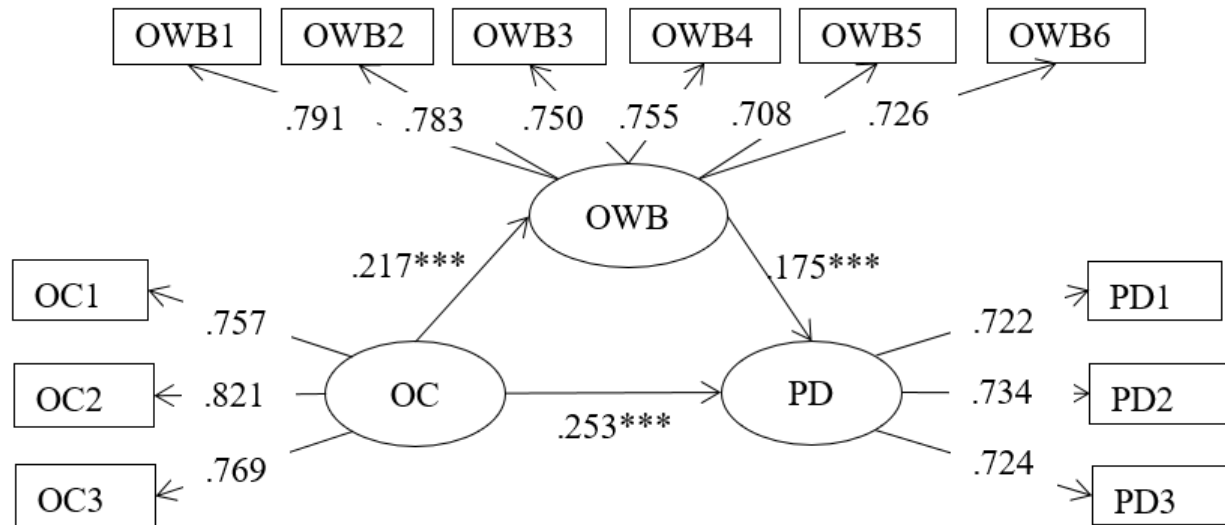 OWB1 OWB2 OWB3 OWB4 OWB5 OWB6
.791 .783 .750 .755 .708 .726
OWB
.217*** .175***
OC1 PD1
.757 .722
OC2 .821 OC PD .734 PD2
.253***
.769 .724
OC3 PD3